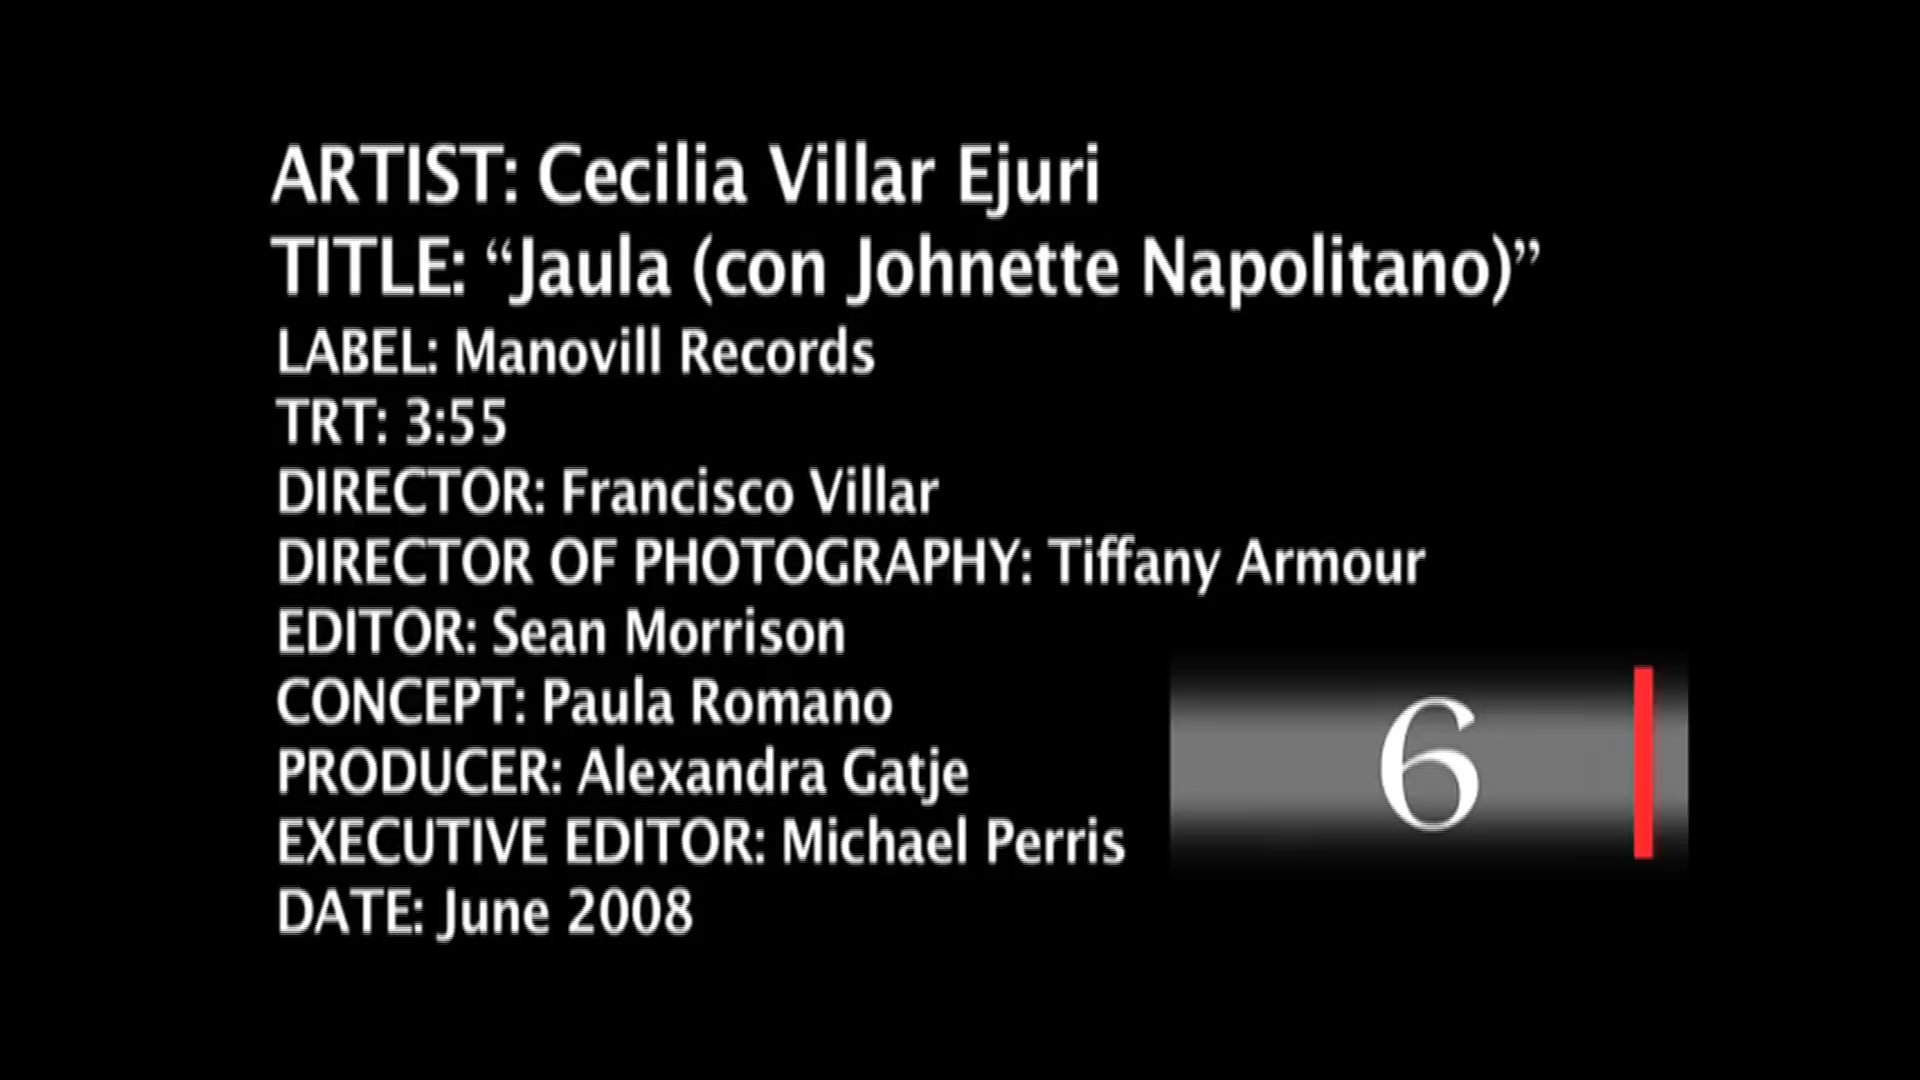 ARTIST: Cecilia Villar Ejuri
TITLE: “Jaula (con Johnette Napolitano)”
LABEL: Manovill Records
TRT: 3:55
DIRECTOR: Francisco Villar
DIRECTOR OF PHOTOGRAPHY: Tiffany Armour
EDITOR: Sean Morrison
CONCEPT: Paula Romano
PRODUCER: Alexandra Gatje
EXECUTIVE EDITOR: Michael Perris
DATE: June 2008
6